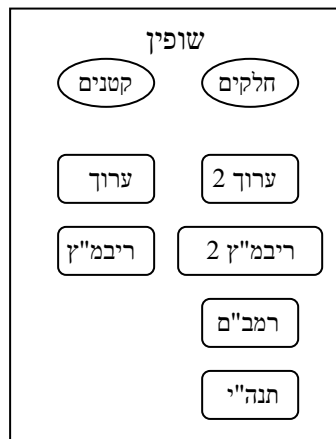 שופין
חלקים קטנים
ערוך 2 ערוך
ריבמ"ץ 2 ריבמ"ץ
רמב"ם
תנה"י